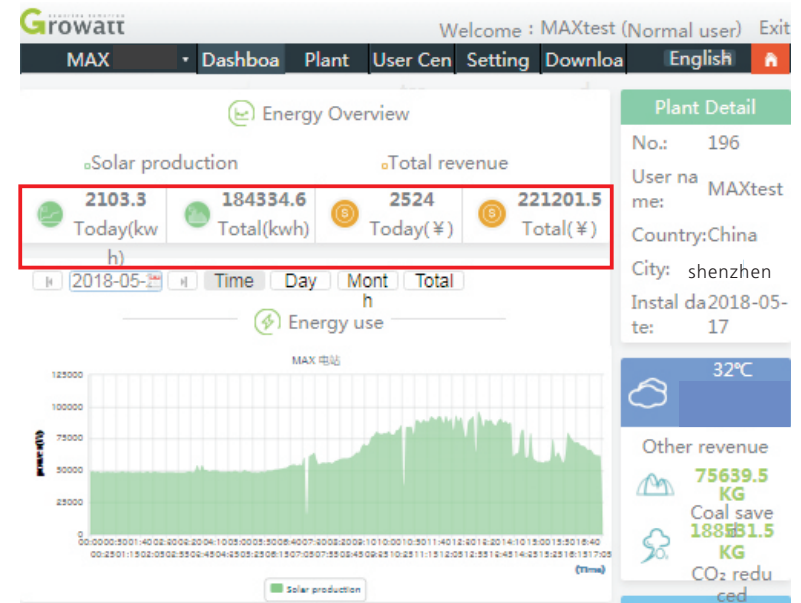 Growatt
Welcome : MAXtest (Normal user) Exit
MAX Dashboa Plant User Cen Setting Downloa English
Energy Overview
Solar production Total revenue
2103.3 184334.6 2524 221201.5
Today(kw Total(kwh) Today(¥) Total(¥)
h)
2018-05- Time Day Mont Total
h
Energy use
MAX 电站
power(W)
125000
100000
75000
50000
25000
0
(Time)
Solar production
Plant Detail
No.: 196
User na MAXtest
me:
Country:China
City: shenzhen
Instal da2018-05-
te: 17
32℃
Other revenue
75639.5
KG
Coal save
d
188531.5
KG
CO₂ redu
ced